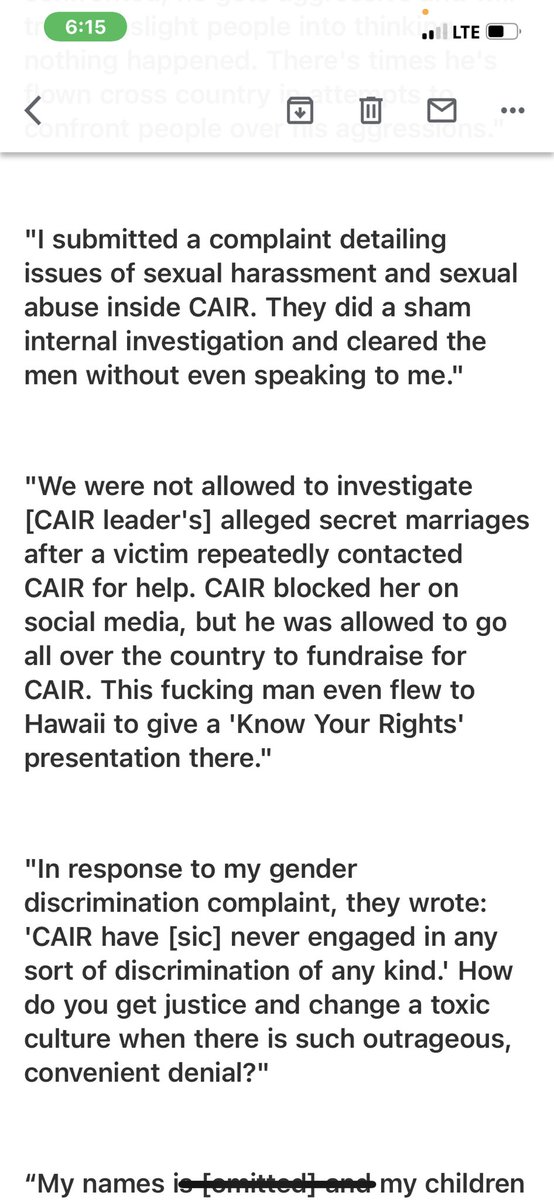 6:15
LTE
slight people into thinking
nothing happened. There's times he's
flown cross country in attempts to
confront people over his aggressions."
"I submitted a complaint detailing
issues of sexual harassment and sexual
abuse inside CAIR. They did a sham
internal investigation and cleared the
men without even speaking to me."
"We were not allowed to investigate
[CAIR leader's] alleged secret marriages
after a victim repeatedly contacted
CAIR for help. CAIR blocked her on
social media, but he was allowed to go
all over the country to fundraise for
CAIR. This fucking man even flew to
Hawaii to give a 'Know Your Rights'
presentation there."
"In response to my gender
discrimination complaint, they wrote:
'CAIR have [sic] never engaged in any
sort of discrimination of any kind.' How
do you get justice and change a toxic
culture when there is such outrageous,
convenient denial?"
“My names is [omitted] and my children